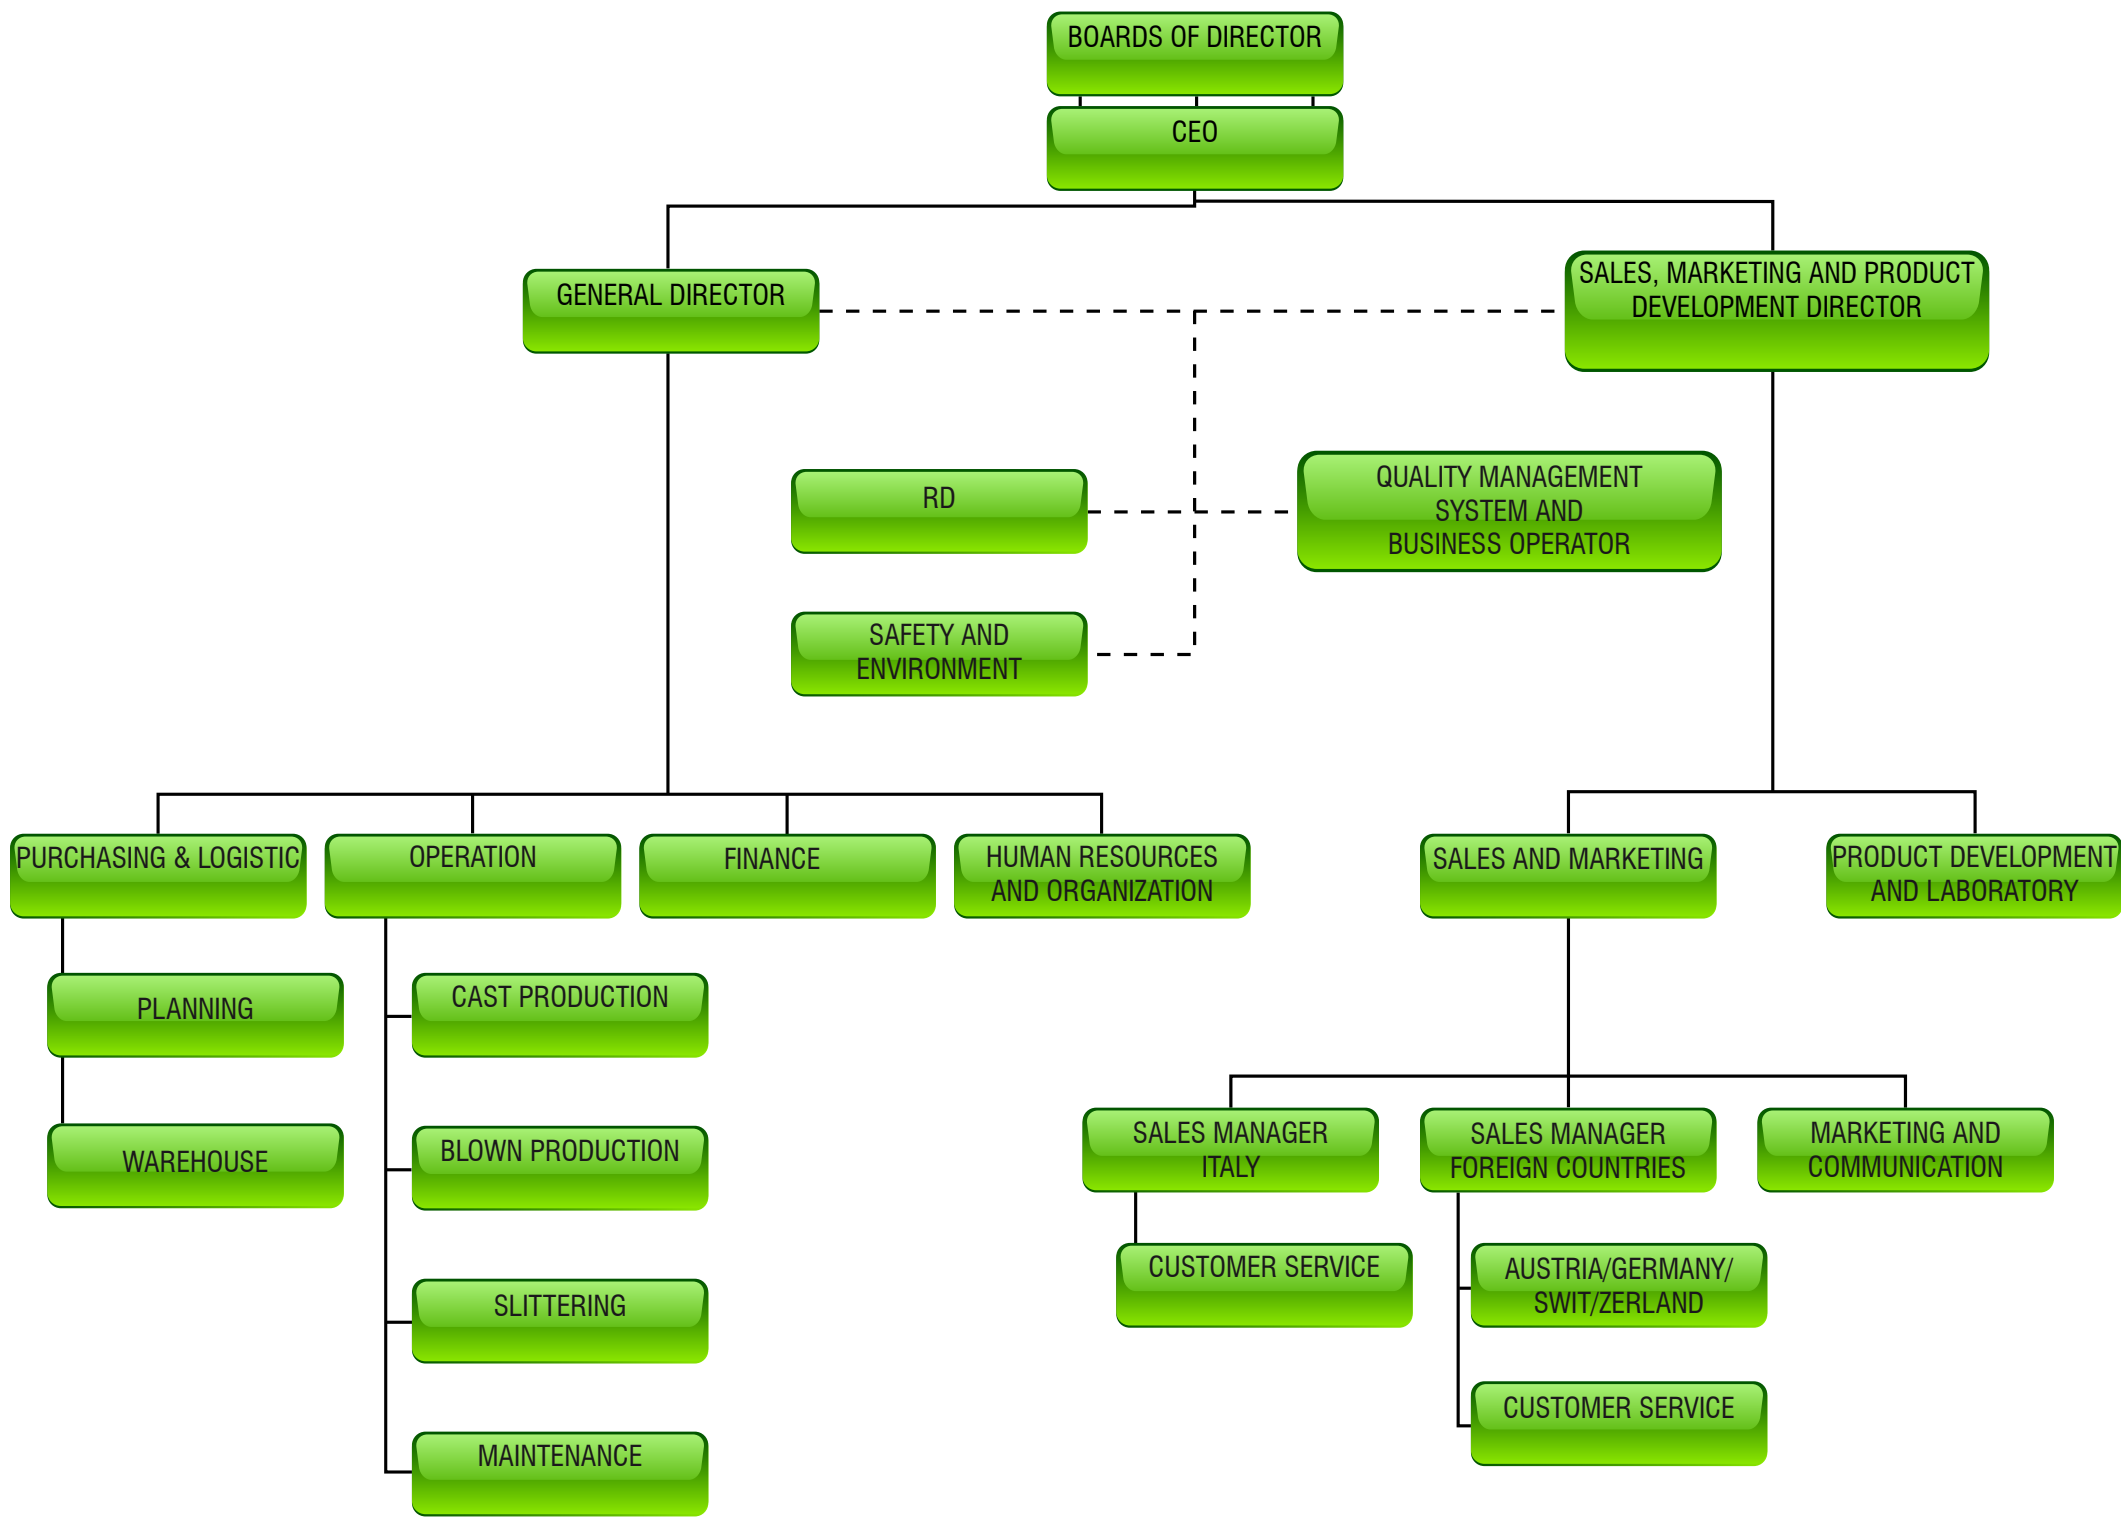 BOARDS OF DIRECTOR
CEO
GENERAL DIRECTOR
SALES, MARKETING AND PRODUCT
DEVELOPMENT DIRECTOR
RD
QUALITY MANAGEMENT
SYSTEM AND
BUSINESS OPERATOR
SAFETY AND
ENVIRONMENT
PURCHASING & LOGISTIC
OPERATION
FINANCE
HUMAN RESOURCES
AND ORGANIZATION
SALES AND MARKETING
PRODUCT DEVELOPMENT
AND LABORATORY
PLANNING
WAREHOUSE
CAST PRODUCTION
BLOWN PRODUCTION
SLITTERING
MAINTENANCE
SALES MANAGER
ITALY
SALES MANAGER
FOREIGN COUNTRIES
MARKETING AND
COMMUNICATION
CUSTOMER SERVICE
AUSTRIA/GERMANY/
SWIT/ZERLAND
CUSTOMER SERVICE